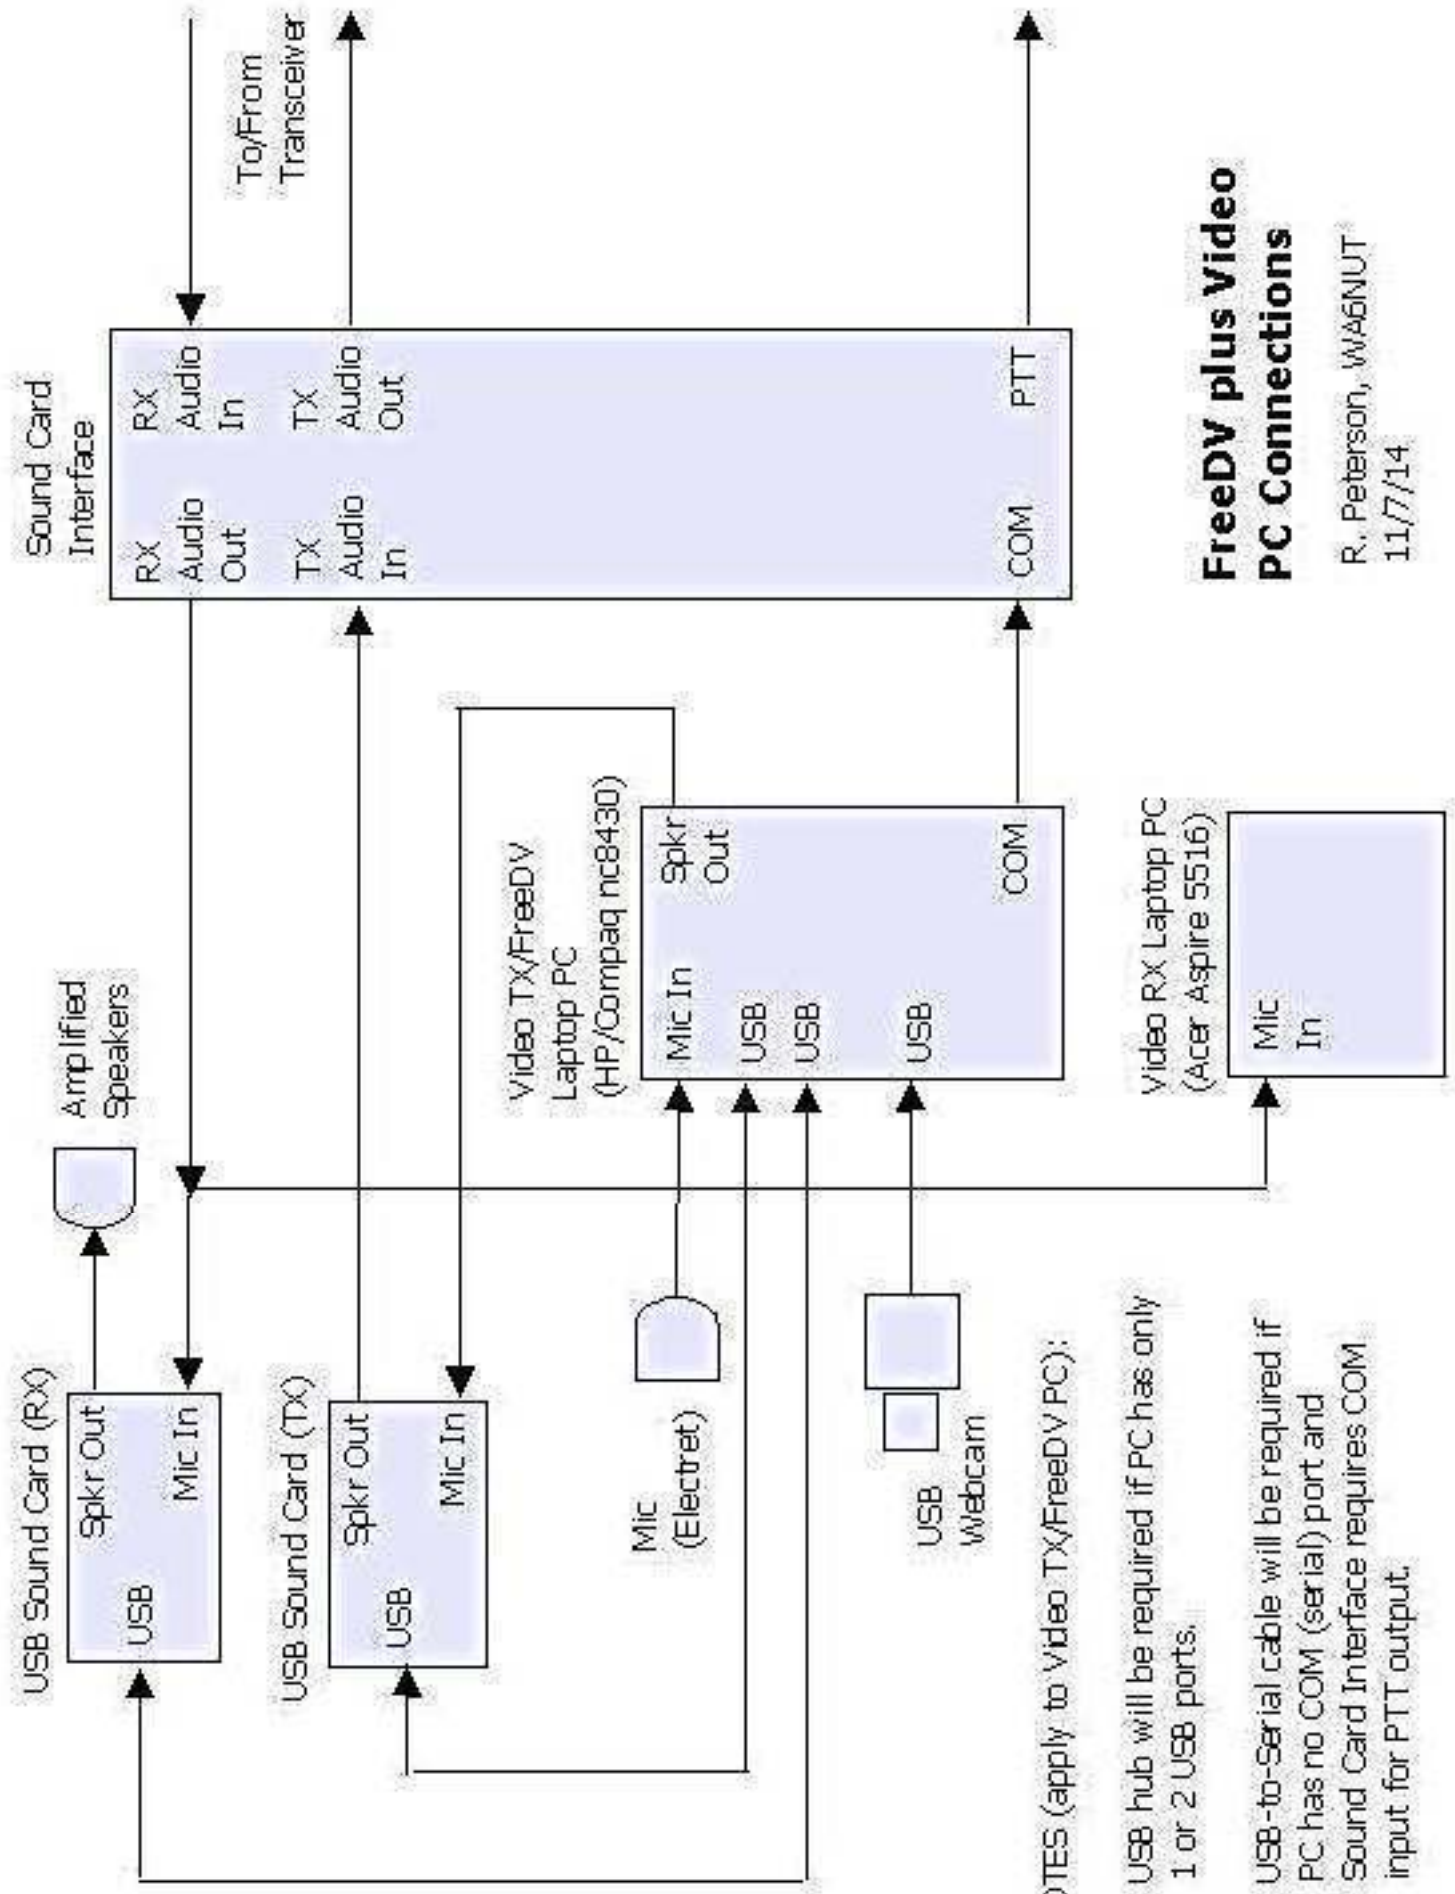 USB Sound Card (RX)
Spkr Out
USB
Mic In
Amplified
Speakers
Sound Card
Interface
RX
Audio
Out
RX
Audio
In
TX
Audio
In
TX
Audio
Out
COM
PTT
To/From
Transceiver
USB Sound Card (TX)
Spkr Out
USB
Mic In
Video TX/FreeDV
Laptop PC
(HP/Compaq nc8430)
Mic In
Spkr
Out
USB
USB
USB
COM
Mic
(Electret)
USB
Webcam
Video RX Laptop PC
(Acer Aspire 5516)
Mic
In
(apply to Video TX/FreeDV PC):
USB hub will be required if PC has only
1 or 2 USB ports.
USB-to-Serial cable will be required if
PC has no COM (serial) port and
Sound Card Interface requires COM
input for PTT output.
FreeDV plus Video
PC Connections
R. Peterson, WA6NUT
11/7/14